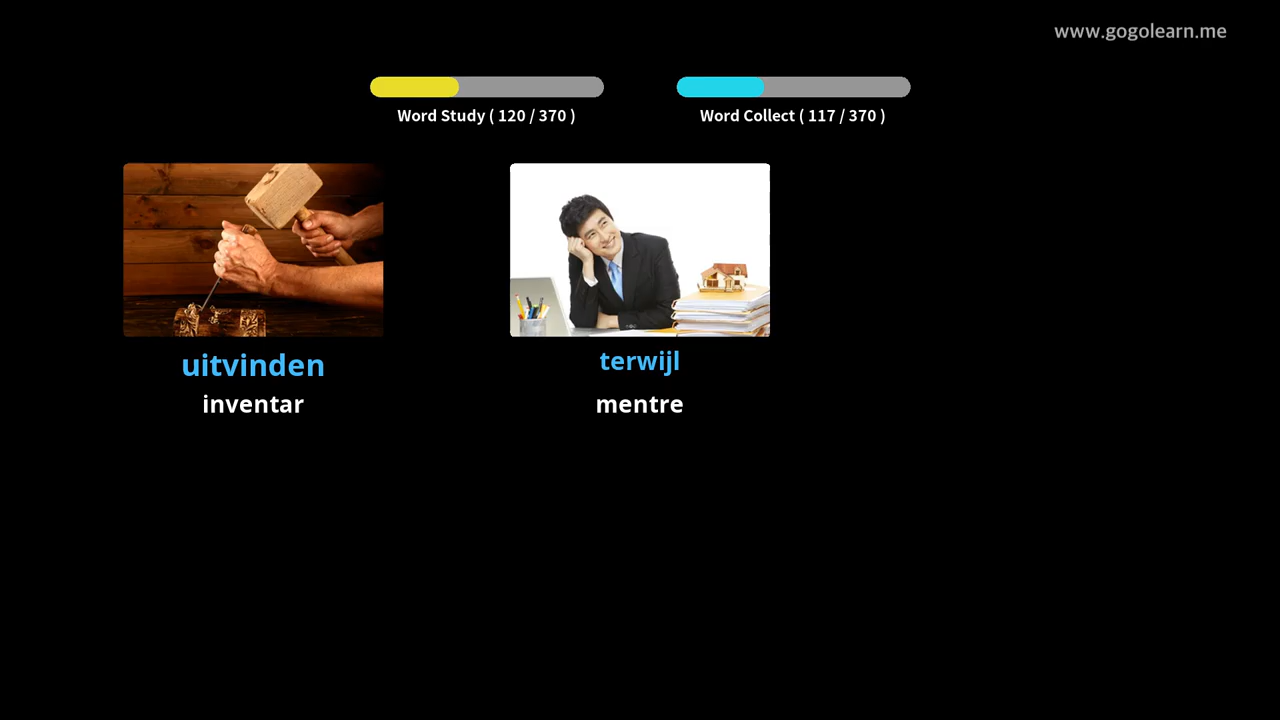 www.gogolearn.me
Word Study ( 120 / 370 )
Word Collect ( 117 / 370 )
uitvinden
inventar
terwijl
mentre